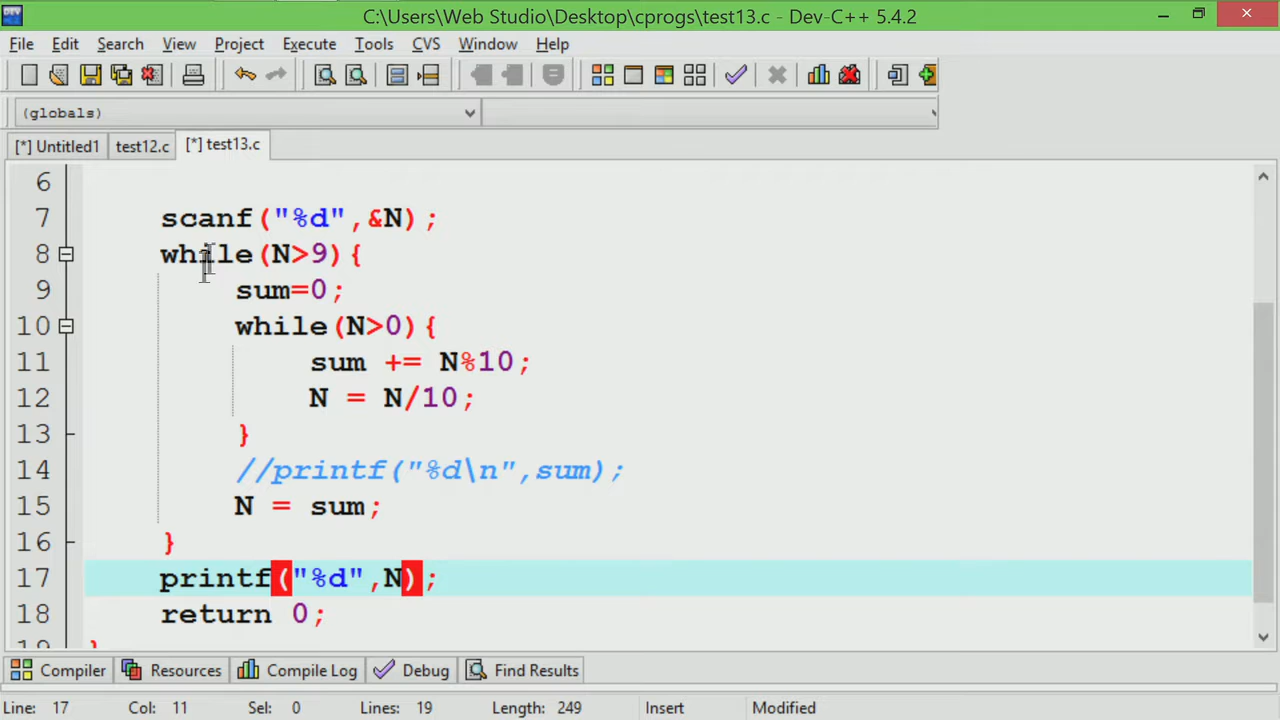 C:\Users\Web Studio\Desktop\cprogs\test13.c - Dev-C++ 5.4.2
File Edit Search View Project Execute Tools CVS Window Help
(globals)
[*] Untitled1 test12.c [*] test13.c
6
7 scanf("%d",&N);
8 while(N>9){
9 sum=0;
10 while(N>0){
11 sum += N%10;
12 N = N/10;
13 }
14 //printf("%d\n",sum);
15 N = sum;
16 }
17 printf("%d",N);
18 return 0;
19 }
Compiler Resources Compile Log Debug Find Results
Line: 17 Col: 11 Sel: 0 Lines: 19 Length: 249 Insert Modified